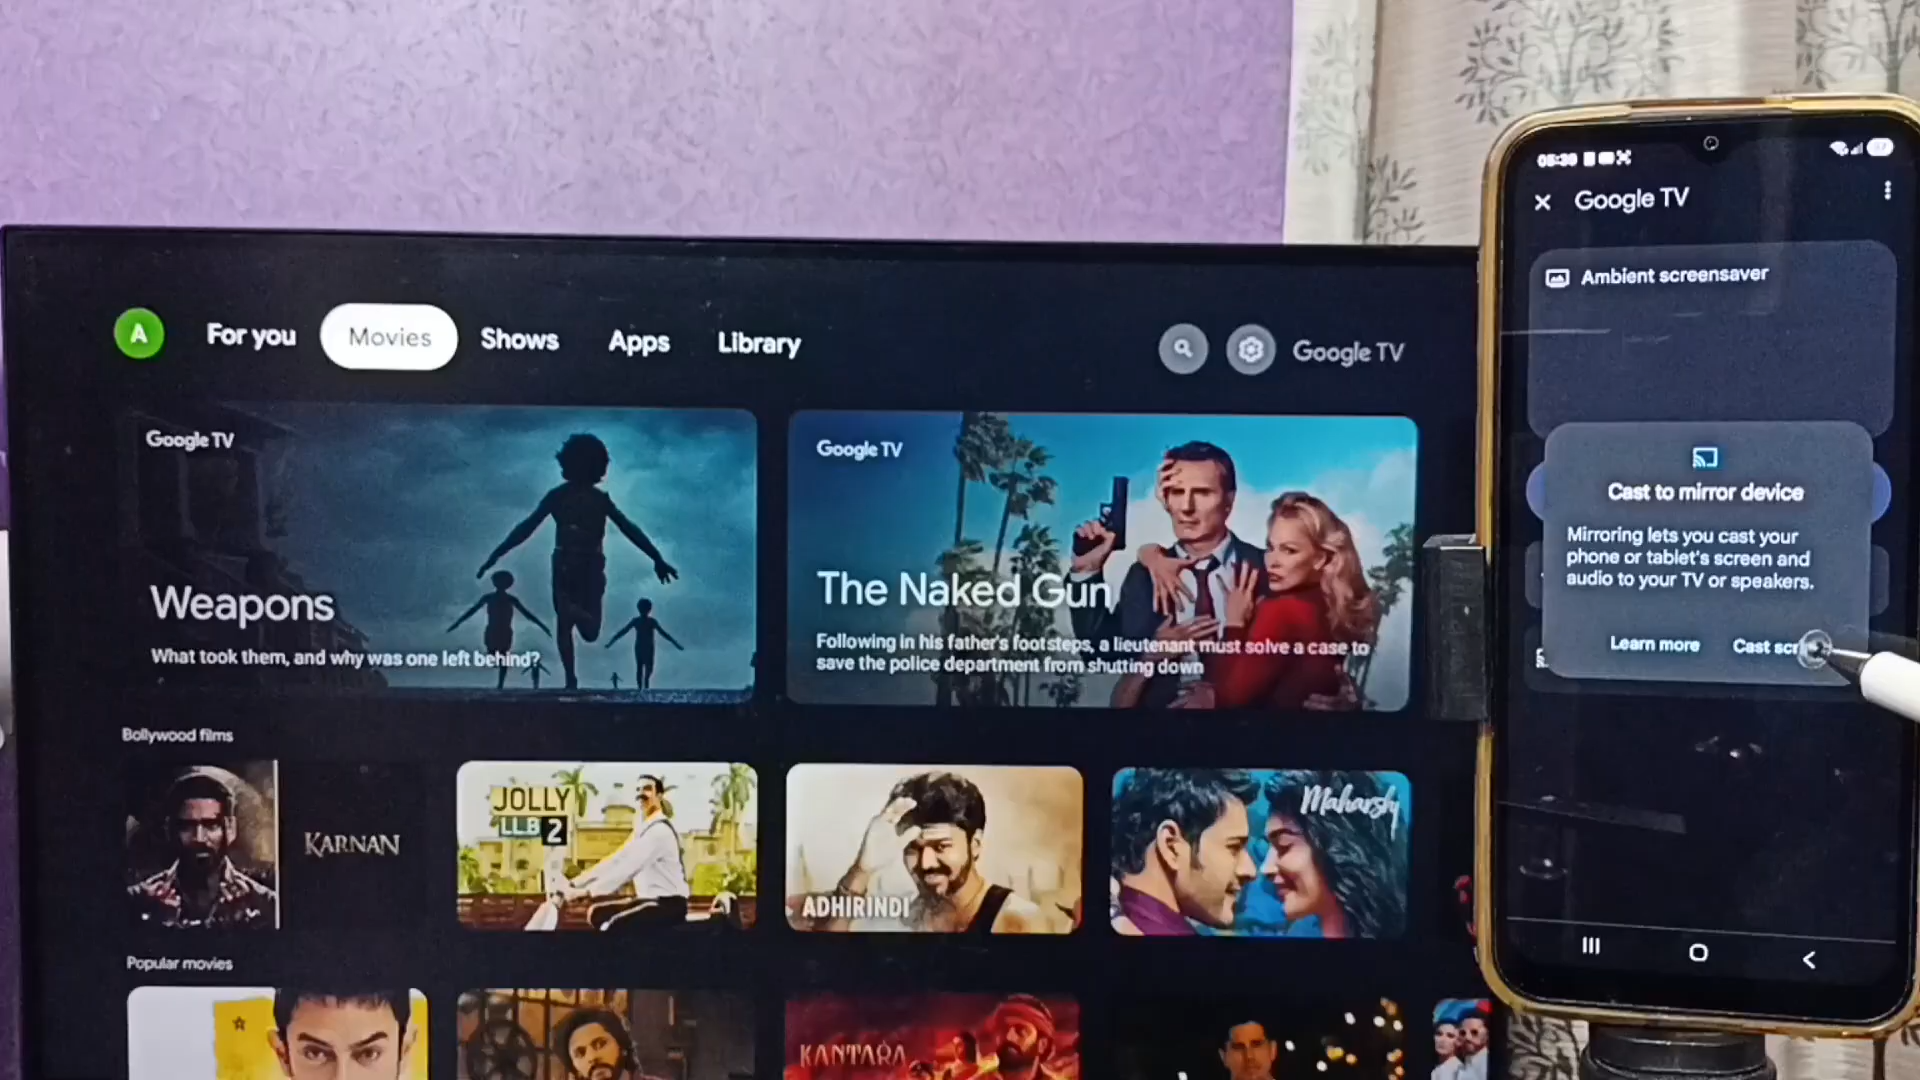 A
For you
Movies
Shows
Apps
Library
Google TV
Google TV
Weapons
What took them, and why was one left behind?
Google TV
The Naked Gun
Following in his father's footsteps, a lieutenant must solve a case to
save the police department from shutting down
Bollywood films
KARNAN
JOLLY
LLB 2
ADHIRINDI
Maharshi
Popular movies
KANTARA
05:30
Google TV
Ambient screensaver
Cast to mirror device
Mirroring lets you cast your
phone or tablet's screen and
audio to your TV or speakers.
Learn more
Cast scr